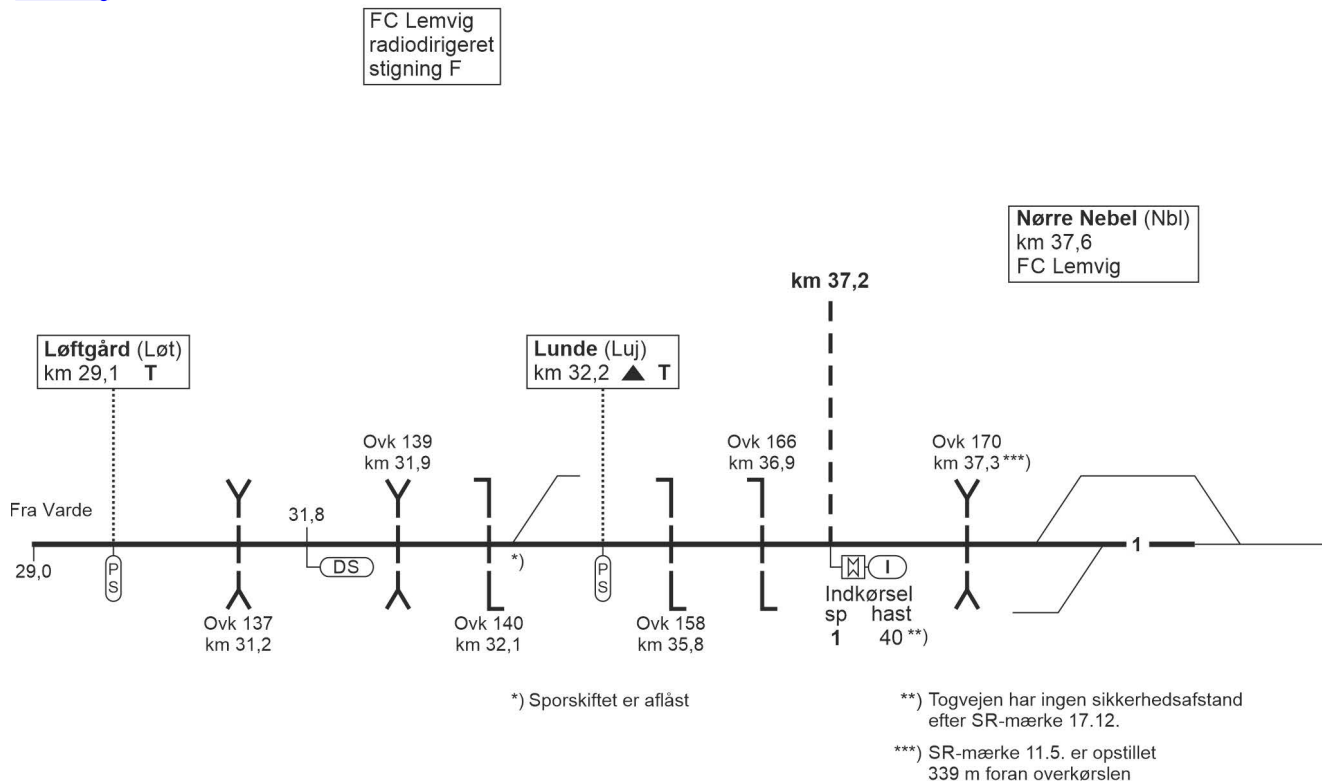 FC Lemvig
radiodirigeret
stigning F
Nørre Nebel (Nbl)
km 37,6
FC Lemvig
km 37,2
Løftgård (Løt)
km 29,1 T
Lunde (Luj)
km 32,2 ▲ T
Ovk 139
km 31,9
Ovk 166
km 36,9
Ovk 170
km 37,3 ***)
Fra Varde
31,8
29,0
PS
DS
*)
PS
I
1
Indkørsel
sp hast
1 40 **)
Ovk 137
km 31,2
Ovk 140
km 32,1
Ovk 158
km 35,8
*) Sporskiftet er aflåst
**) Togvejen har ingen sikkerhedsafstand
efter SR-mærke 17.12.
***) SR-mærke 11.5. er opstillet
339 m foran overkørslen